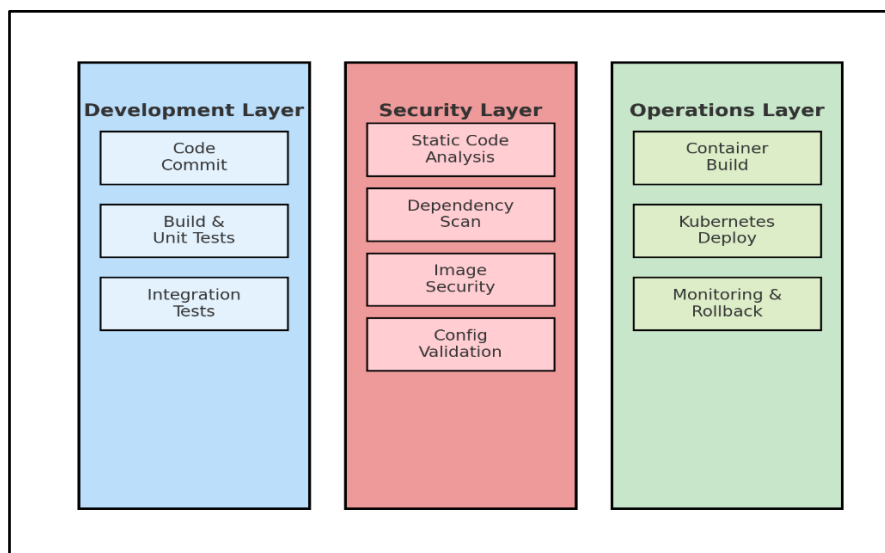 Development Layer
Code
Commit
Build &
Unit Tests
Integration
Tests
Security Layer
Static Code
Analysis
Dependency
Scan
Image
Security
Config
Validation
Operations Layer
Container
Build
Kubernetes
Deploy
Monitoring &
Rollback